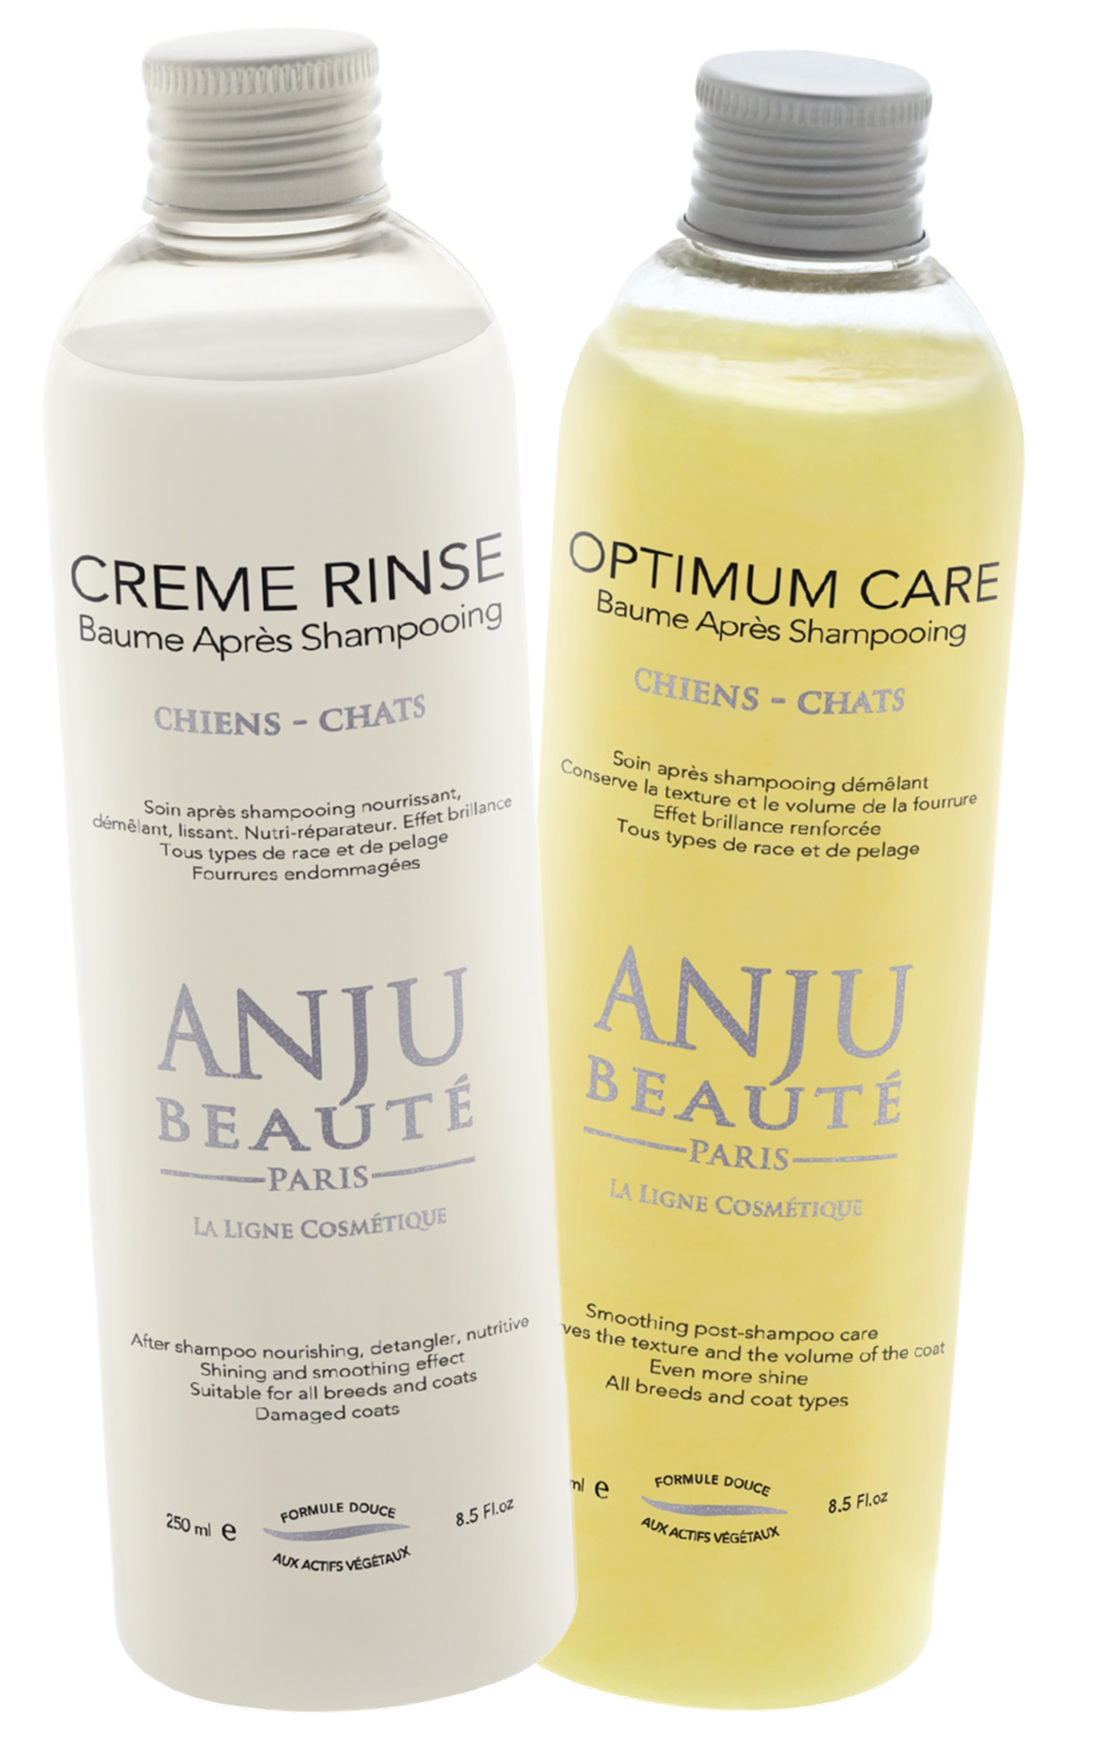 CREME RINSE
Baume Après Shampooing
CHIENS - CHATS
Soin après shampooing nourrissant,
démêlant, lissant. Nutri-réparateur. Effet brillance
Tous types de race et de pelage
Fourrures endommagées
ANJU
BEAUTÉ
PARIS
LA LIGNE COSMÉTIQUE
After shampoo nourishing, detangler, nutritive
Shining and smoothing effect
Suitable for all breeds and coats
Damaged coats
250 ml e
FORMULE DOUCE
AUX ACTIFS VÉGÉTAUX
8.5 Fl.oz
OPTIMUM CARE
Baume Après Shampooing
CHIENS - CHATS
Soin après shampooing démêlant
Conserve la texture et le volume de la fourrure
Effet brillance renforcée
Tous types de race et de pelage
ANJU
BEAUTÉ
PARIS
LA LIGNE COSMÉTIQUE
Smoothing post-shampoo care
the texture and the volume of the coat
Even more shine
All breeds and coat types
ml e
FORMULE DOUCE
AUX ACTIFS VÉGÉTAUX
8.5 Fl.oz